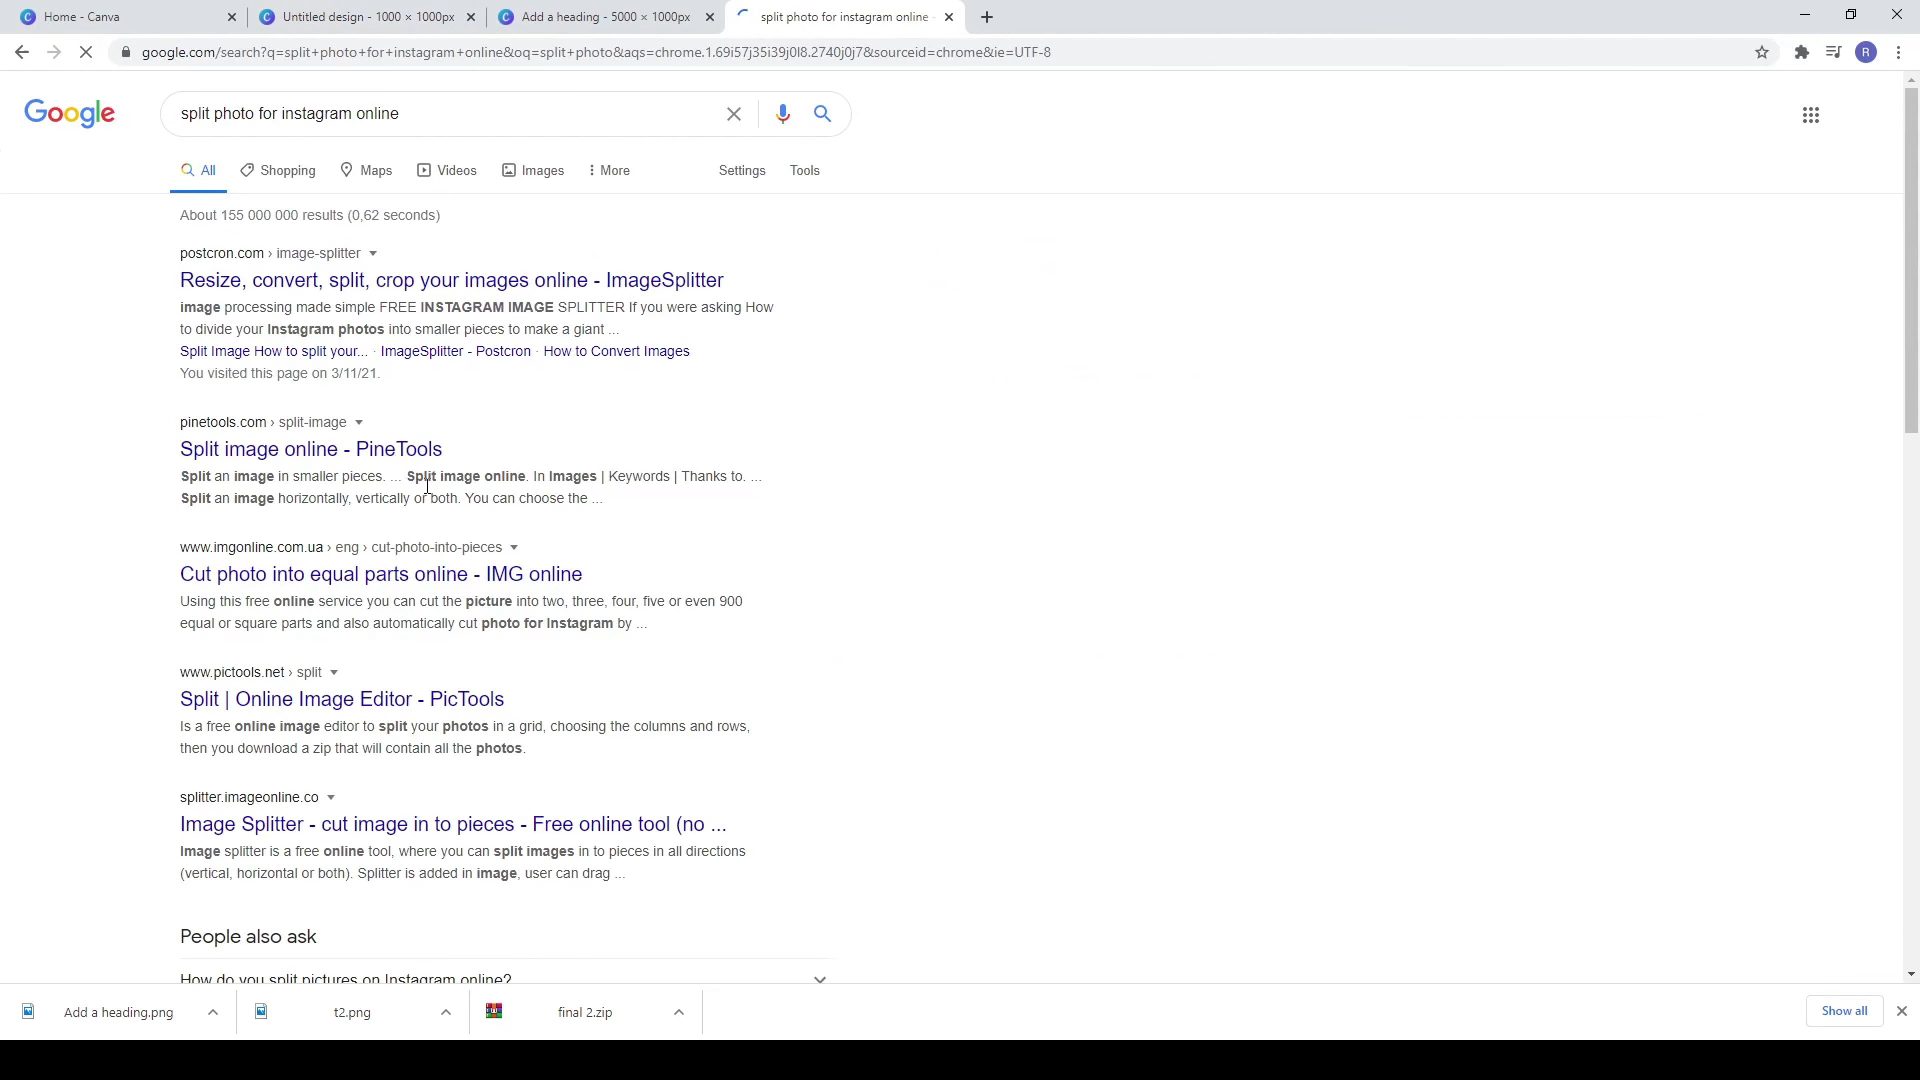 Home - Canva
Untitled design - 1000 × 1000px
Add a heading - 5000 × 1000px
split photo for instagram online
google.com/search?q=split+photo+for+instagram+online&oq=split+photo&aqs=chrome.1.69i57j35i39j0l8.2740j0j7&sourceid=chrome&ie=UTF-8
R
Google
split photo for instagram online
All
Shopping
Maps
Videos
Images
More
Settings
Tools
About 155 000 000 results (0,62 seconds)
postcron.com › image-splitter
Resize, convert, split, crop your images online - ImageSplitter
image processing made simple FREE INSTAGRAM IMAGE SPLITTER If you were asking How
to divide your Instagram photos into smaller pieces to make a giant ...
Split Image How to split your... · ImageSplitter - Postcron · How to Convert Images
You visited this page on 3/11/21.
pinetools.com › split-image
Split image online - PineTools
Split an image in smaller pieces. ... Split image online. In Images | Keywords | Thanks to. ...
Split an image horizontally, vertically or both. You can choose the ...
www.imgonline.com.ua › eng › cut-photo-into-pieces
Cut photo into equal parts online - IMG online
Using this free online service you can cut the picture into two, three, four, five or even 900
equal or square parts and also automatically cut photo for Instagram by ...
www.pictools.net › split
Split | Online Image Editor - PicTools
Is a free online image editor to split your photos in a grid, choosing the columns and rows,
then you download a zip that will contain all the photos.
splitter.imageonline.co
Image Splitter - cut image in to pieces - Free online tool (no ...
Image splitter is a free online tool, where you can split images in to pieces in all directions
(vertical, horizontal or both). Splitter is added in image, user can drag ...
People also ask
How do you split pictures on Instagram online?
Add a heading.png
t2.png
final 2.zip
Show all